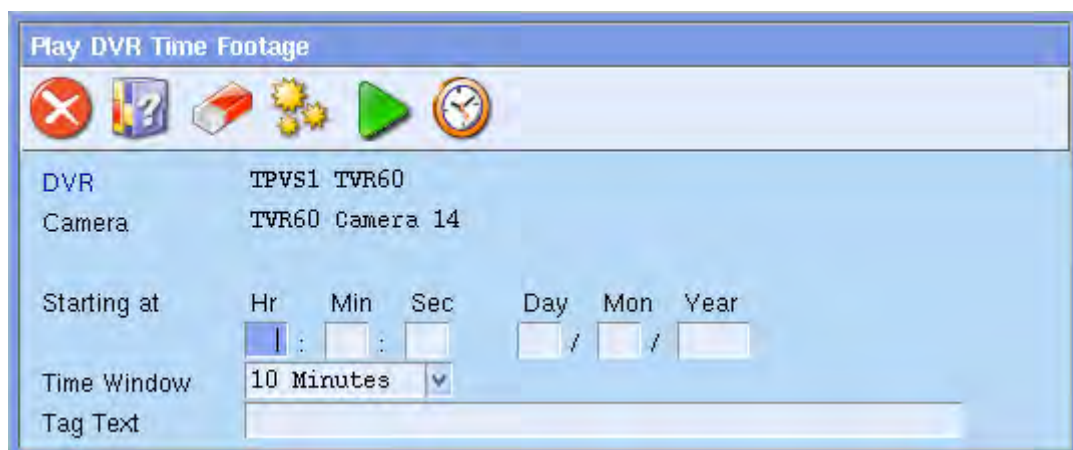 Play DVR Time Footage
DVR TPVS1 TVR60
Camera TVR60 Camera 14
Starting at Hr Min Sec Day Mon Year
: : / /
Time Window 10 Minutes
Tag Text